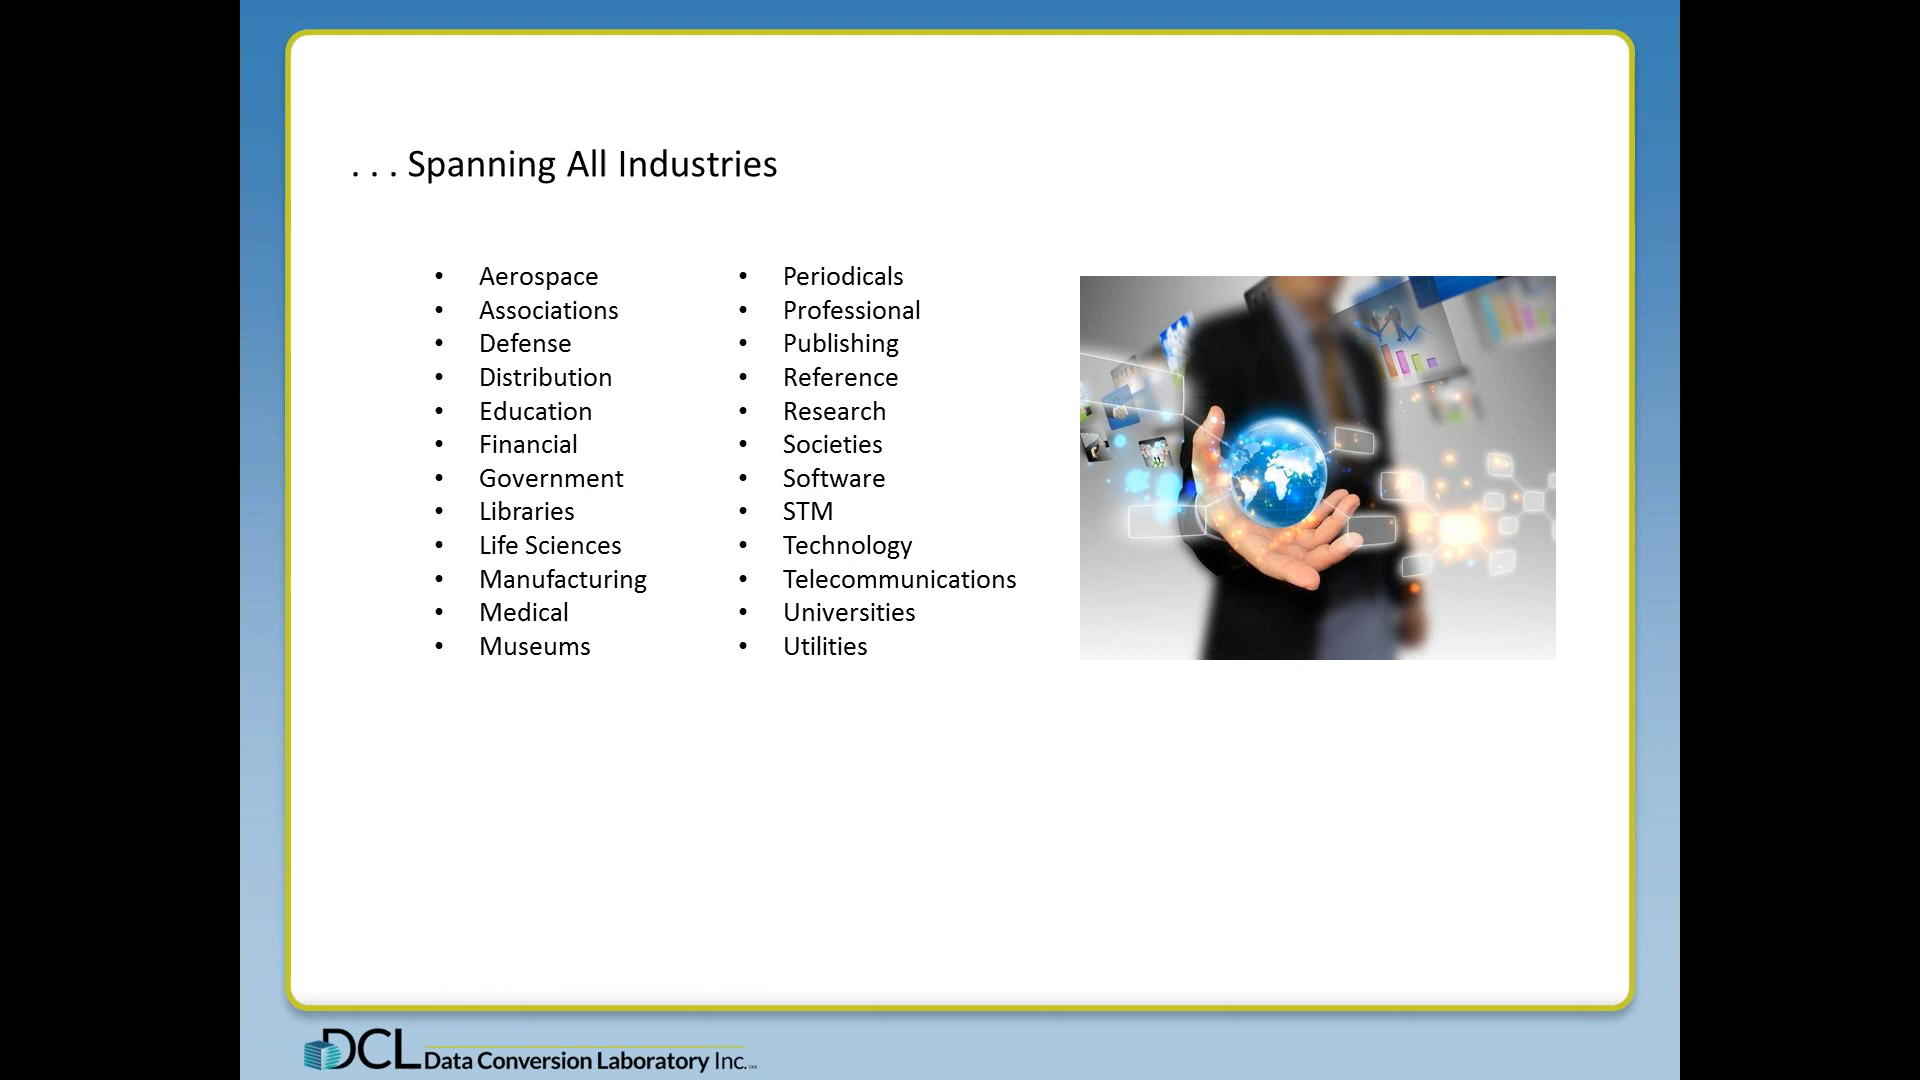 . . . Spanning All Industries
• Aerospace
• Associations
• Defense
• Distribution
• Education
• Financial
• Government
• Libraries
• Life Sciences
• Manufacturing
• Medical
• Museums
• Periodicals
• Professional
• Publishing
• Reference
• Research
• Societies
• Software
• STM
• Technology
• Telecommunications
• Universities
• Utilities
DCL Data Conversion Laboratory Inc.™